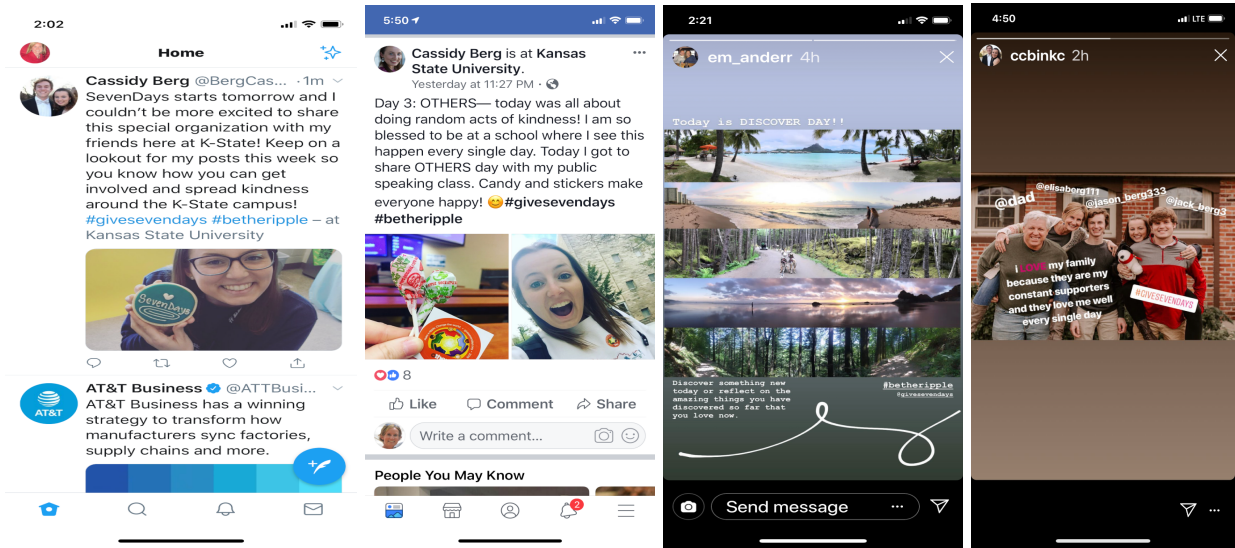 2:02
Home
Cassidy Berg @BergCas... · 1m
SevenDays starts tomorrow and I
couldn't be more excited to share
this special organization with my
friends here at K-State! Keep on a
lookout for my posts this week so
you know how you can get
involved and spread kindness
around the K-State campus!
#givesevendays #betheripple – at
Kansas State University
SevenDays
AT&T Business @ATTBusi...
AT&T Business has a winning
strategy to transform how
manufacturers sync factories,
supply chains and more.
AT&T
5:50
Cassidy Berg is at Kansas
State University.
Yesterday at 11:27 PM ·
Day 3: OTHERS— today was all about
doing random acts of kindness! I am so
blessed to be at a school where I see this
happen every single day. Today I got to
share OTHERS day with my public
speaking class. Candy and stickers make
everyone happy! 😊#givesevendays
#betheripple
8
Like Comment Share
Write a comment...
People You May Know
2
2:21
em_anderr 4h
Today is DISCOVER DAY!!
Discover something new
today or reflect on the
amazing things you have
discovered so far that
you love now.
#betheripple
@givesevendays
Send message
4:50 LTE
ccbinkc 2h
@dad
@elisaberg111
@jason_berg333
@jack_berg3
i LOVE my family
because they are my
constant supporters
and they love me well
every single day
#GIVESEVENDAYS